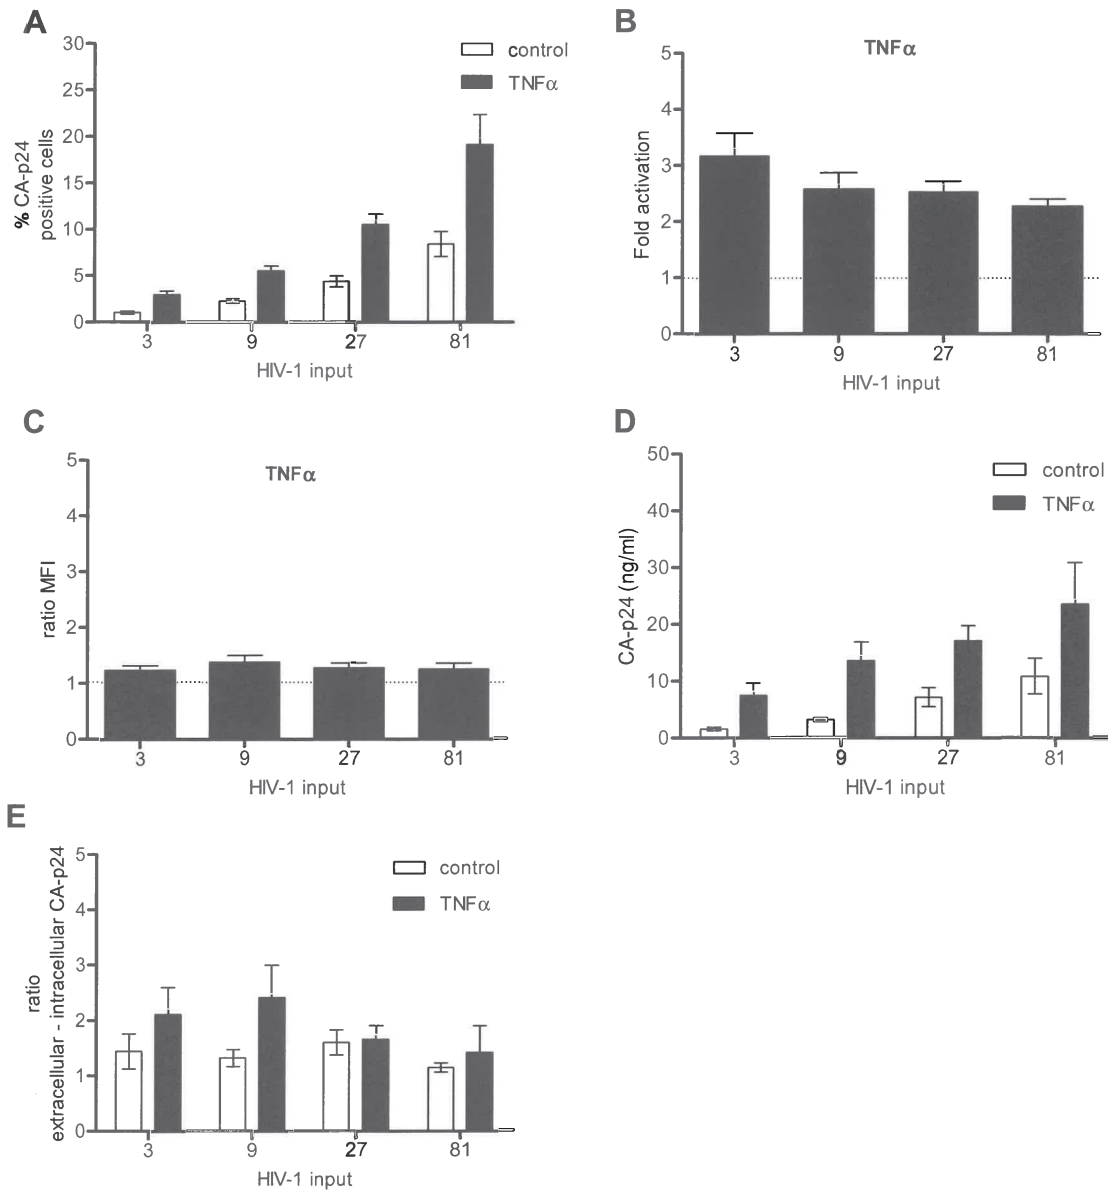 A
30
25
20
15
10
5
0
% CA-p24
positive cells
control
TNFα
3 9 27 81
HIV-1 input
B
TNFα
5
4
3
2
1
0
Fold activation
3 9 27 81
HIV-1 input
C
TNFα
5
4
3
2
1
0
ratio MFI
3 9 27 81
HIV-1 input
D
50
40
30
20
10
0
CA-p24 (ng/ml)
control
TNFα
3 9 27 81
HIV-1 input
E
5
4
3
2
1
0
ratio
extracellular - intracellular CA-p24
control
TNFα
3 9 27 81
HIV-1 input